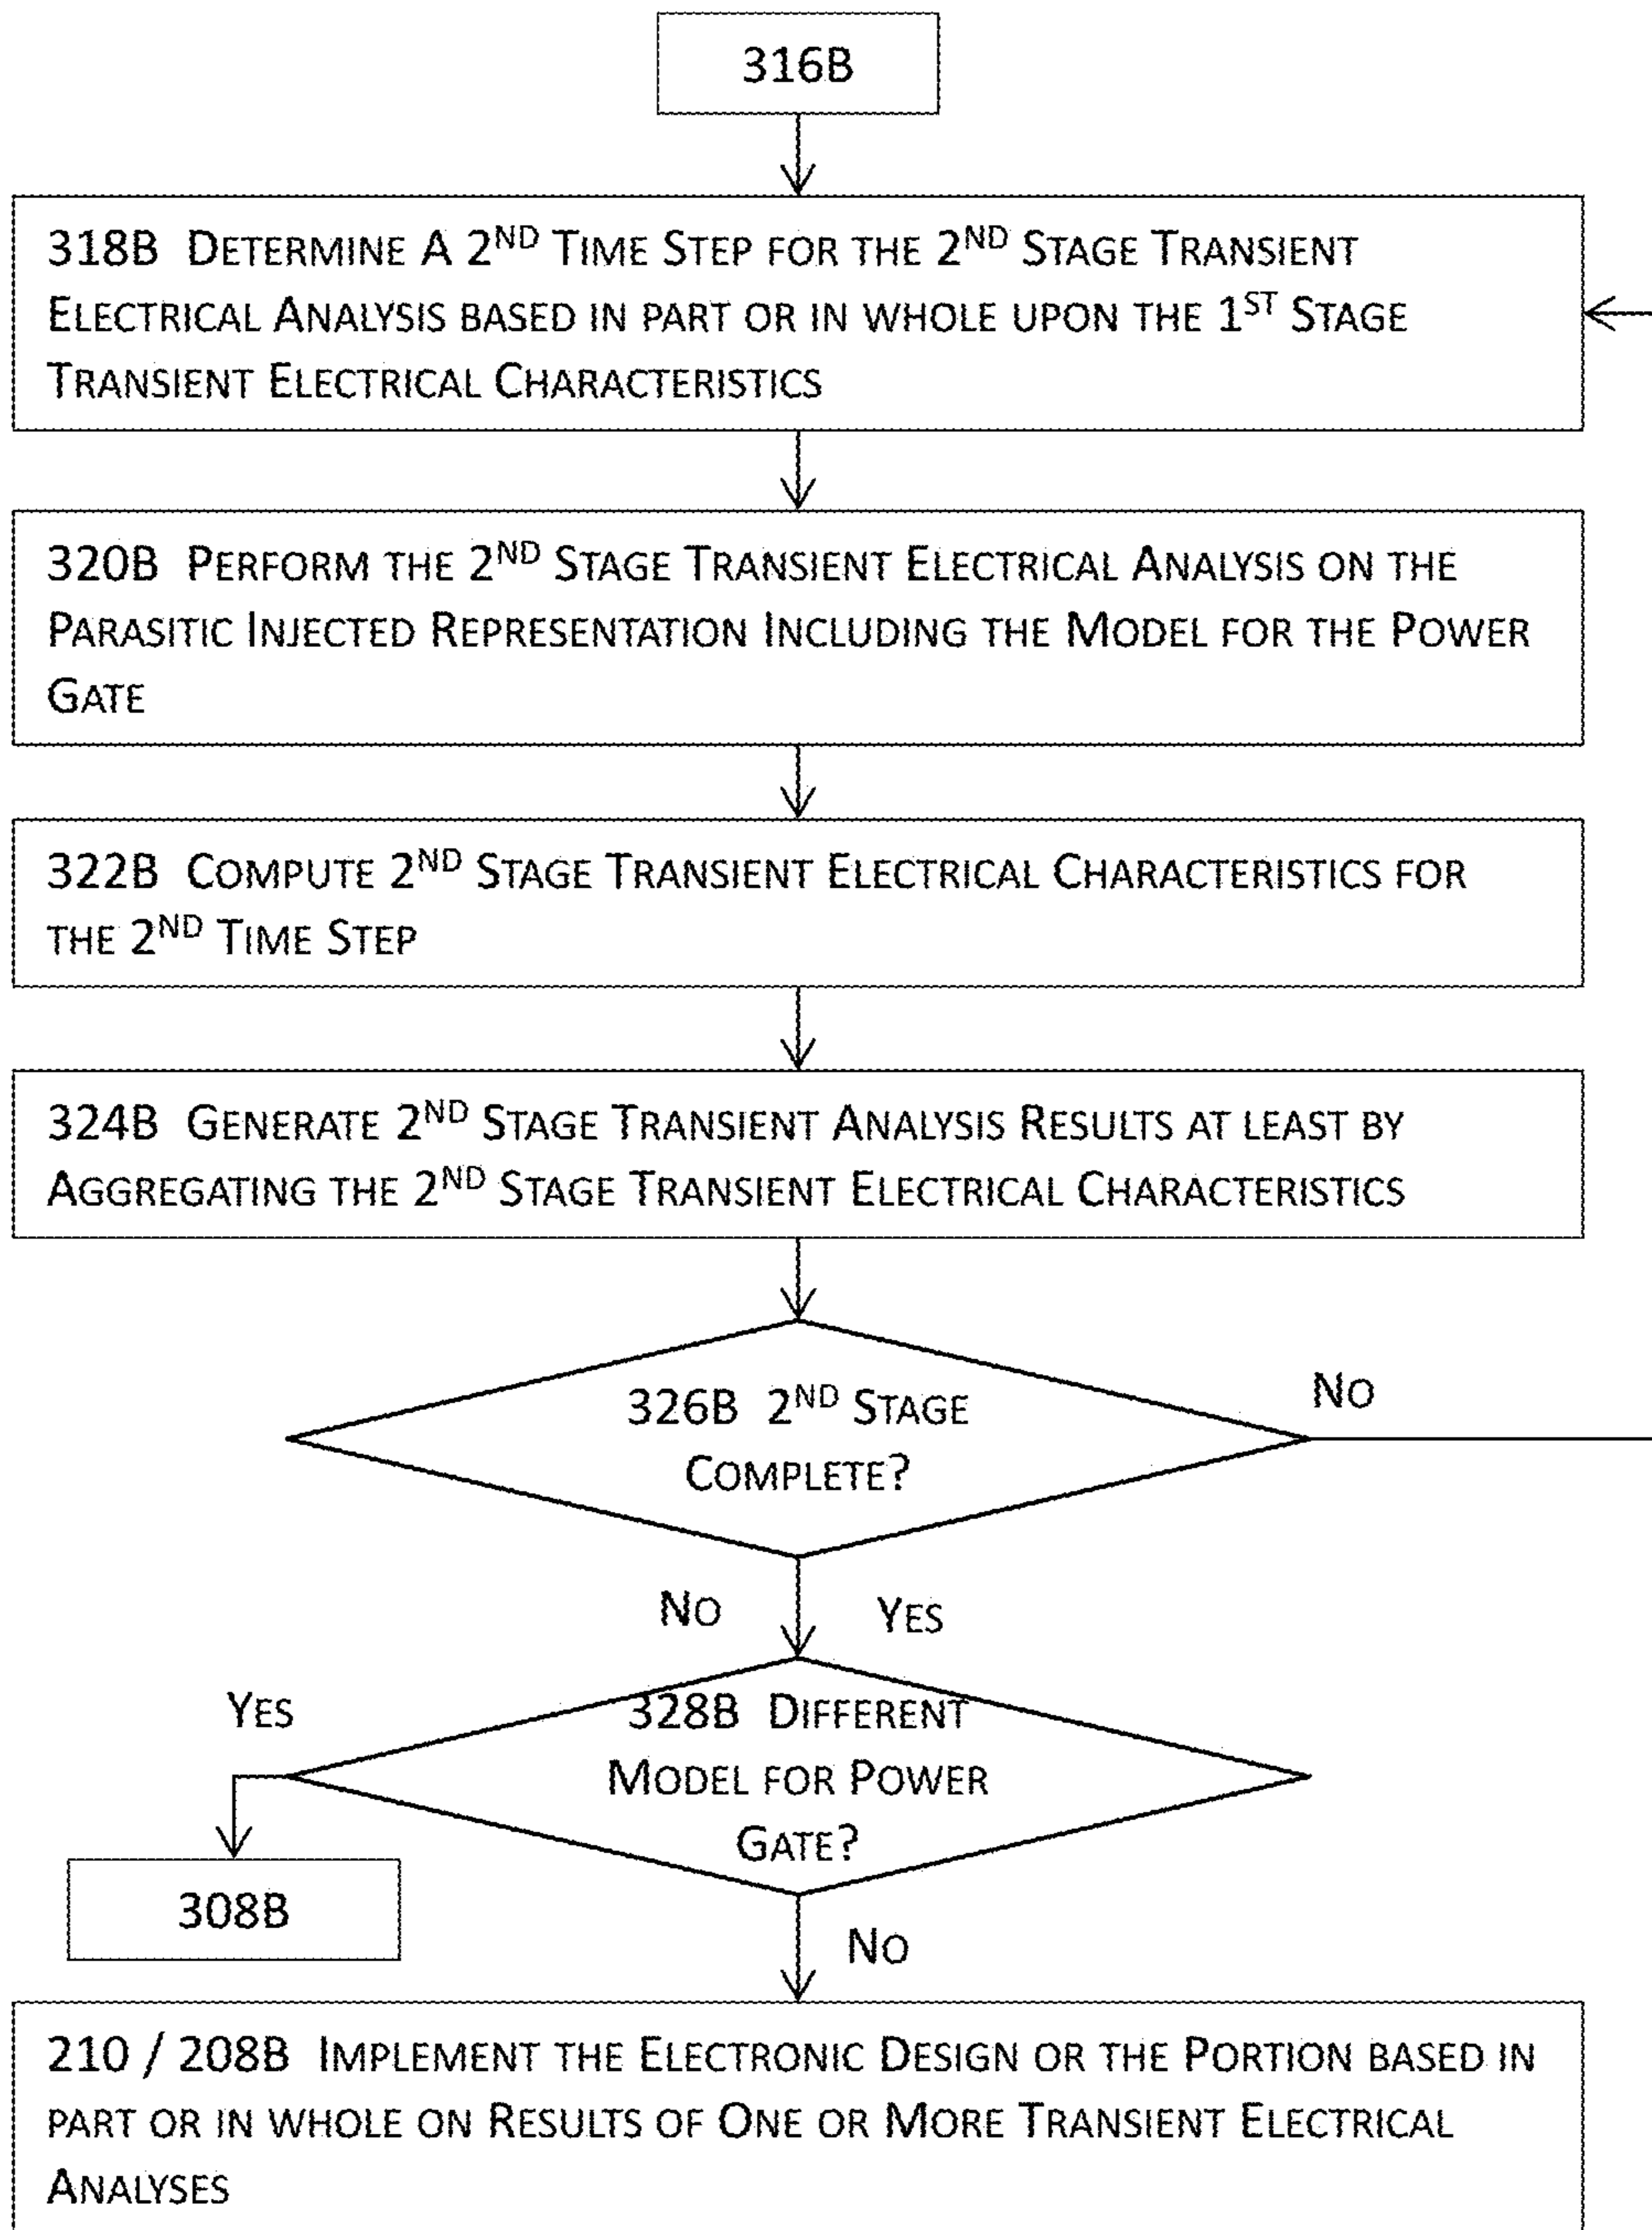 316B
318B DETERMINE A 2ND TIME STEP FOR THE 2ND STAGE TRANSIENT
ELECTRICAL ANALYSIS BASED IN PART OR IN WHOLE UPON THE 1ST STAGE
TRANSIENT ELECTRICAL CHARACTERISTICS
320B PERFORM THE 2ND STAGE TRANSIENT ELECTRICAL ANALYSIS ON THE
PARASITIC INJECTED REPRESENTATION INCLUDING THE MODEL FOR THE POWER
GATE
322B COMPUTE 2ND STAGE TRANSIENT ELECTRICAL CHARACTERISTICS FOR
THE 2ND TIME STEP
324B GENERATE 2ND STAGE TRANSIENT ANALYSIS RESULTS AT LEAST BY
AGGREGATING THE 2ND STAGE TRANSIENT ELECTRICAL CHARACTERISTICS
326B 2ND STAGE
COMPLETE?
NO
NO
YES
YES
328B DIFFERENT
MODEL FOR POWER
GATE?
308B
NO
210 / 208B IMPLEMENT THE ELECTRONIC DESIGN OR THE PORTION BASED IN
PART OR IN WHOLE ON RESULTS OF ONE OR MORE TRANSIENT ELECTRICAL
ANALYSES